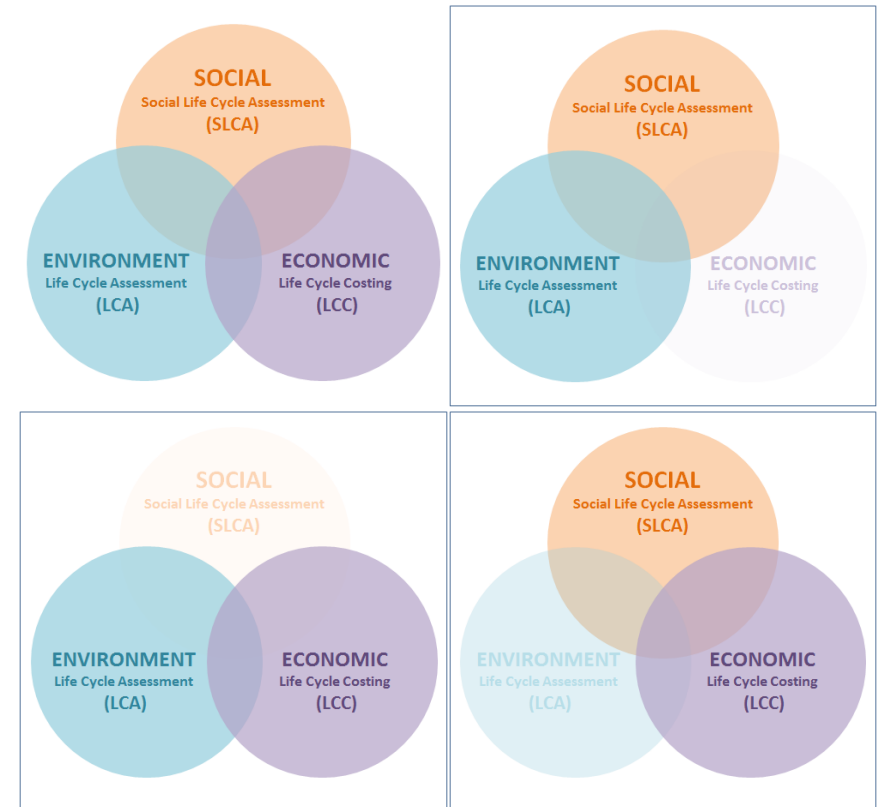 SOCIAL
Social Life Cycle Assessment
(SLCA)
ENVIRONMENT
Life Cycle Assessment
(LCA)
ECONOMIC
Life Cycle Costing
(LCC)
SOCIAL
Social Life Cycle Assessment
(SLCA)
ENVIRONMENT
Life Cycle Assessment
(LCA)
ECONOMIC
Life Cycle Costing
(LCC)
SOCIAL
Social Life Cycle Assessment
(SLCA)
ENVIRONMENT
Life Cycle Assessment
(LCA)
ECONOMIC
Life Cycle Costing
(LCC)
SOCIAL
Social Life Cycle Assessment
(SLCA)
ENVIRONMENT
Life Cycle Assessment
(LCA)
ECONOMIC
Life Cycle Costing
(LCC)